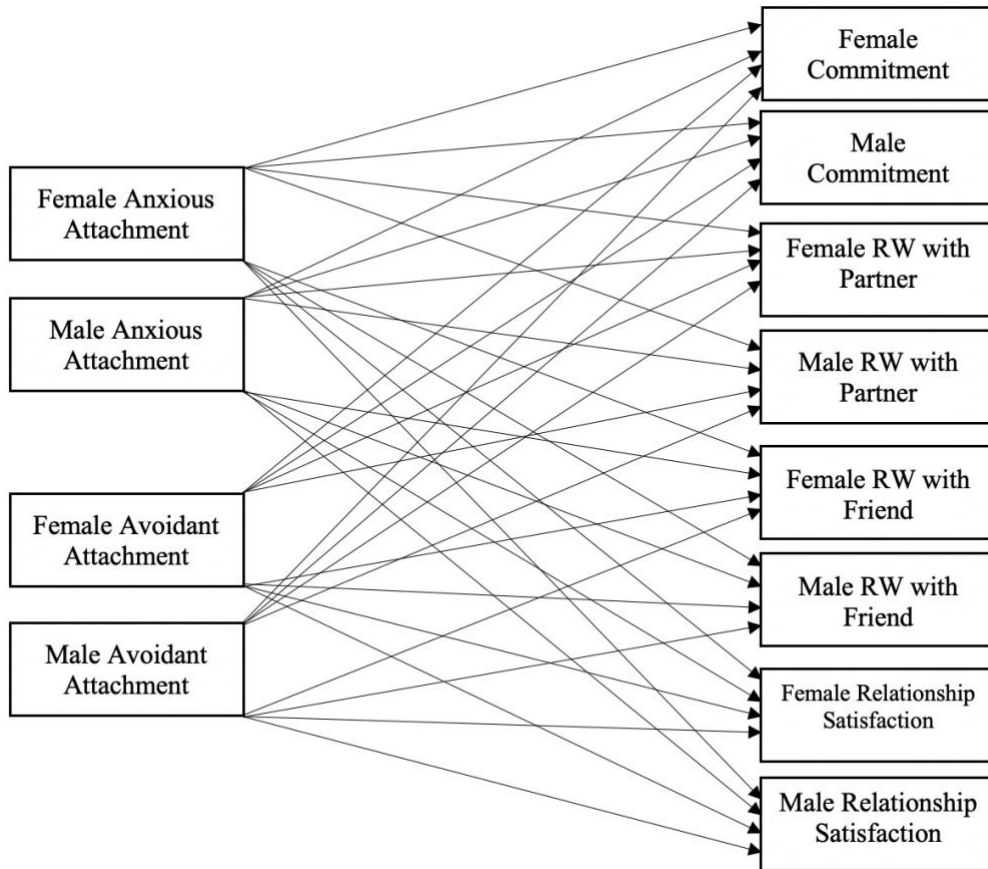 Female Anxious
Attachment
Male Anxious
Attachment
Female Avoidant
Attachment
Male Avoidant
Attachment
Female
Commitment
Male
Commitment
Female RW with
Partner
Male RW with
Partner
Female RW with
Friend
Male RW with
Friend
Female Relationship
Satisfaction
Male Relationship
Satisfaction